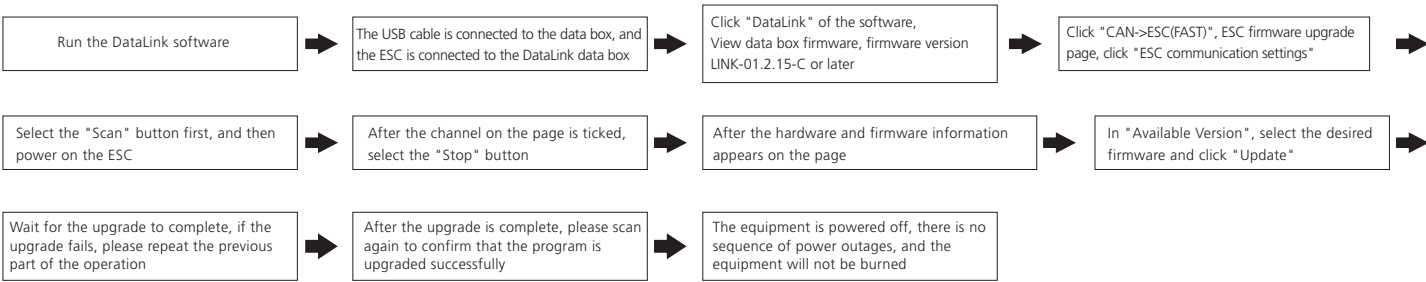 Run the DataLink software
The USB cable is connected to the data box, and
the ESC is connected to the DataLink data box
Click "DataLink" of the software,
View data box firmware, firmware version
LINK-01.2.15-C or later
Click "CAN->ESC(FAST)", ESC firmware upgrade
page, click "ESC communication settings"
Select the "Scan" button first, and then
power on the ESC
After the channel on the page is ticked,
select the "Stop" button
After the hardware and firmware information
appears on the page
In "Available Version", select the desired
firmware and click "Update"
Wait for the upgrade to complete, if the
upgrade fails, please repeat the previous
part of the operation
After the upgrade is complete, please scan
again to confirm that the program is
upgraded successfully
The equipment is powered off, there is no
sequence of power outages, and the
equipment will not be burned